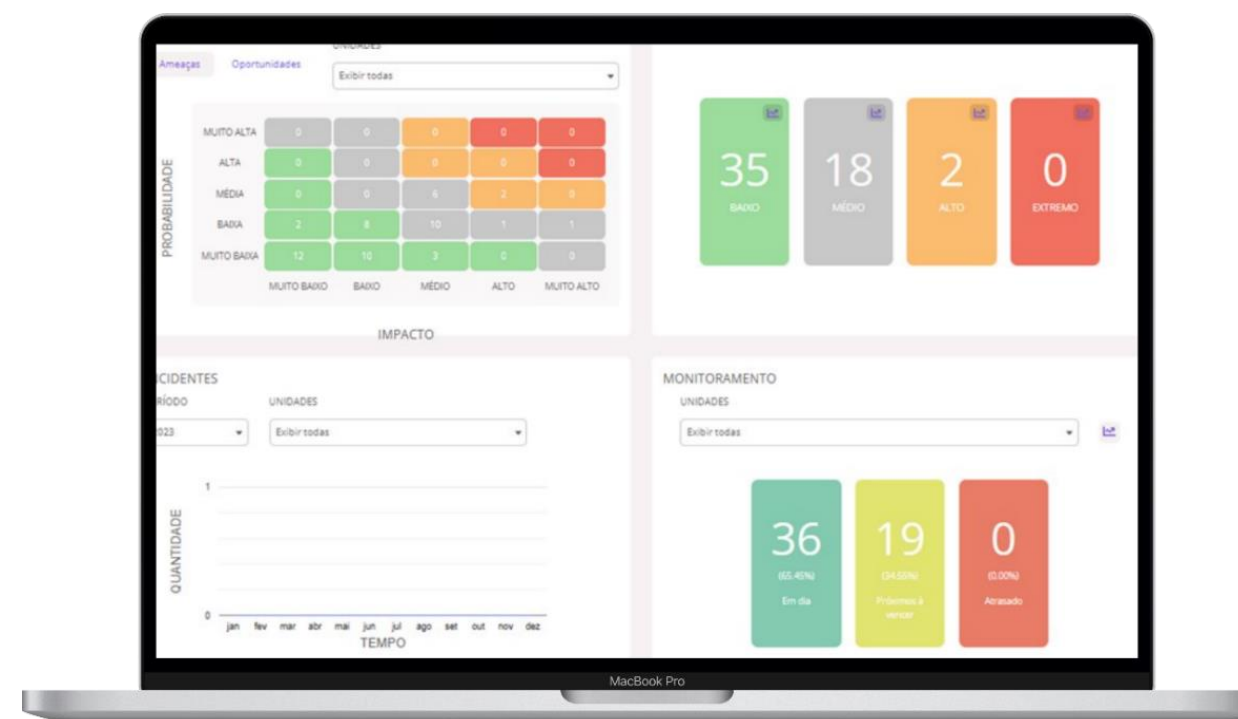 UNIDADES
Ameaças Oportunidades
Exibir todas
PROBABILIDADE
MUITO ALTA 0 0 0 0 0
ALTA 0 0 0 0 0
MÉDIA 0 0 6 2 0
BAIXA 2 8 10 1 1
MUITO BAIXA 12 10 3 0 0
MUITO BAIXO BAIXO MÉDIO ALTO MUITO ALTO
IMPACTO
35 18 2 0
BAIXO MÉDIO ALTO EXTREMO
CIDENTES
RÍODO UNIDADES
023 Exibir todas
QUANTIDADE
1
0
jan fev mar abr mai jun jul ago set out nov dez
TEMPO
MONITORAMENTO
UNIDADES
Exibir todas
36 19 0
(65.45%) (34.55%) (0.00%)
Em dia Próximos à vencer Atrasado
MacBook Pro